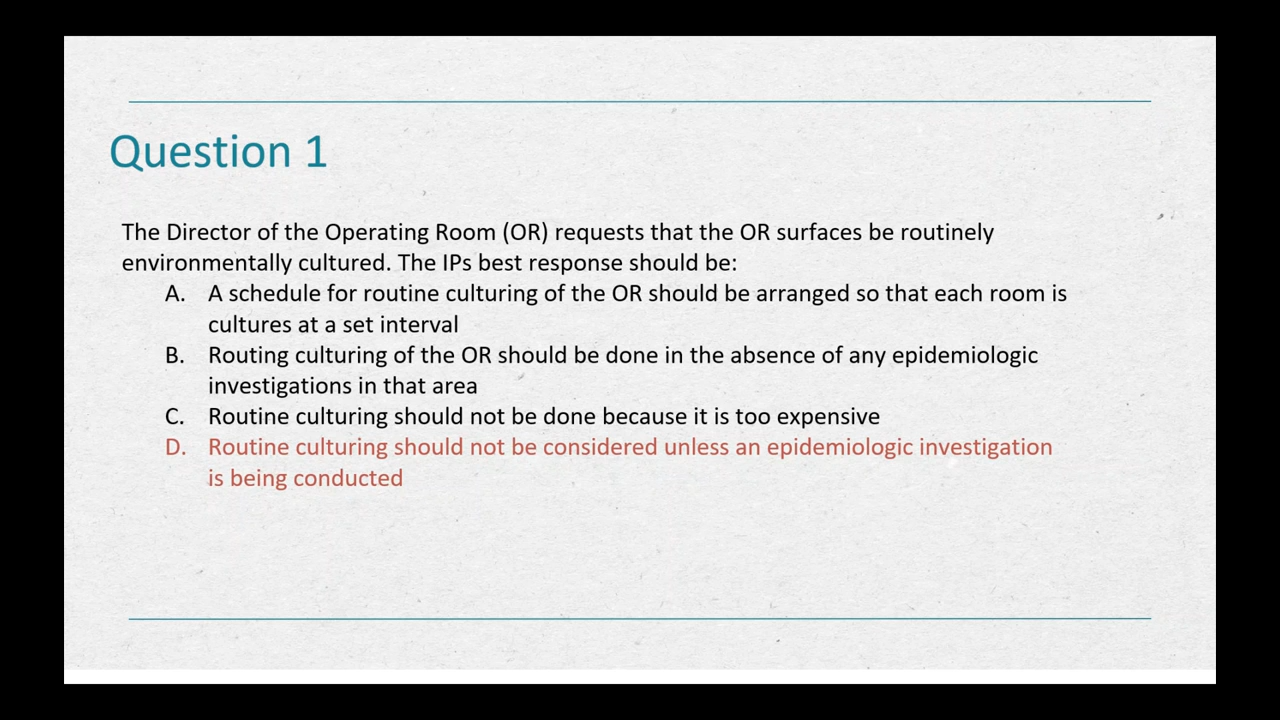 Question 1
The Director of the Operating Room (OR) requests that the OR surfaces be routinely
environmentally cultured. The IPs best response should be:
A. A schedule for routine culturing of the OR should be arranged so that each room is
cultures at a set interval
B. Routing culturing of the OR should be done in the absence of any epidemiologic
investigations in that area
C. Routine culturing should not be done because it is too expensive
D. Routine culturing should not be considered unless an epidemiologic investigation
is being conducted